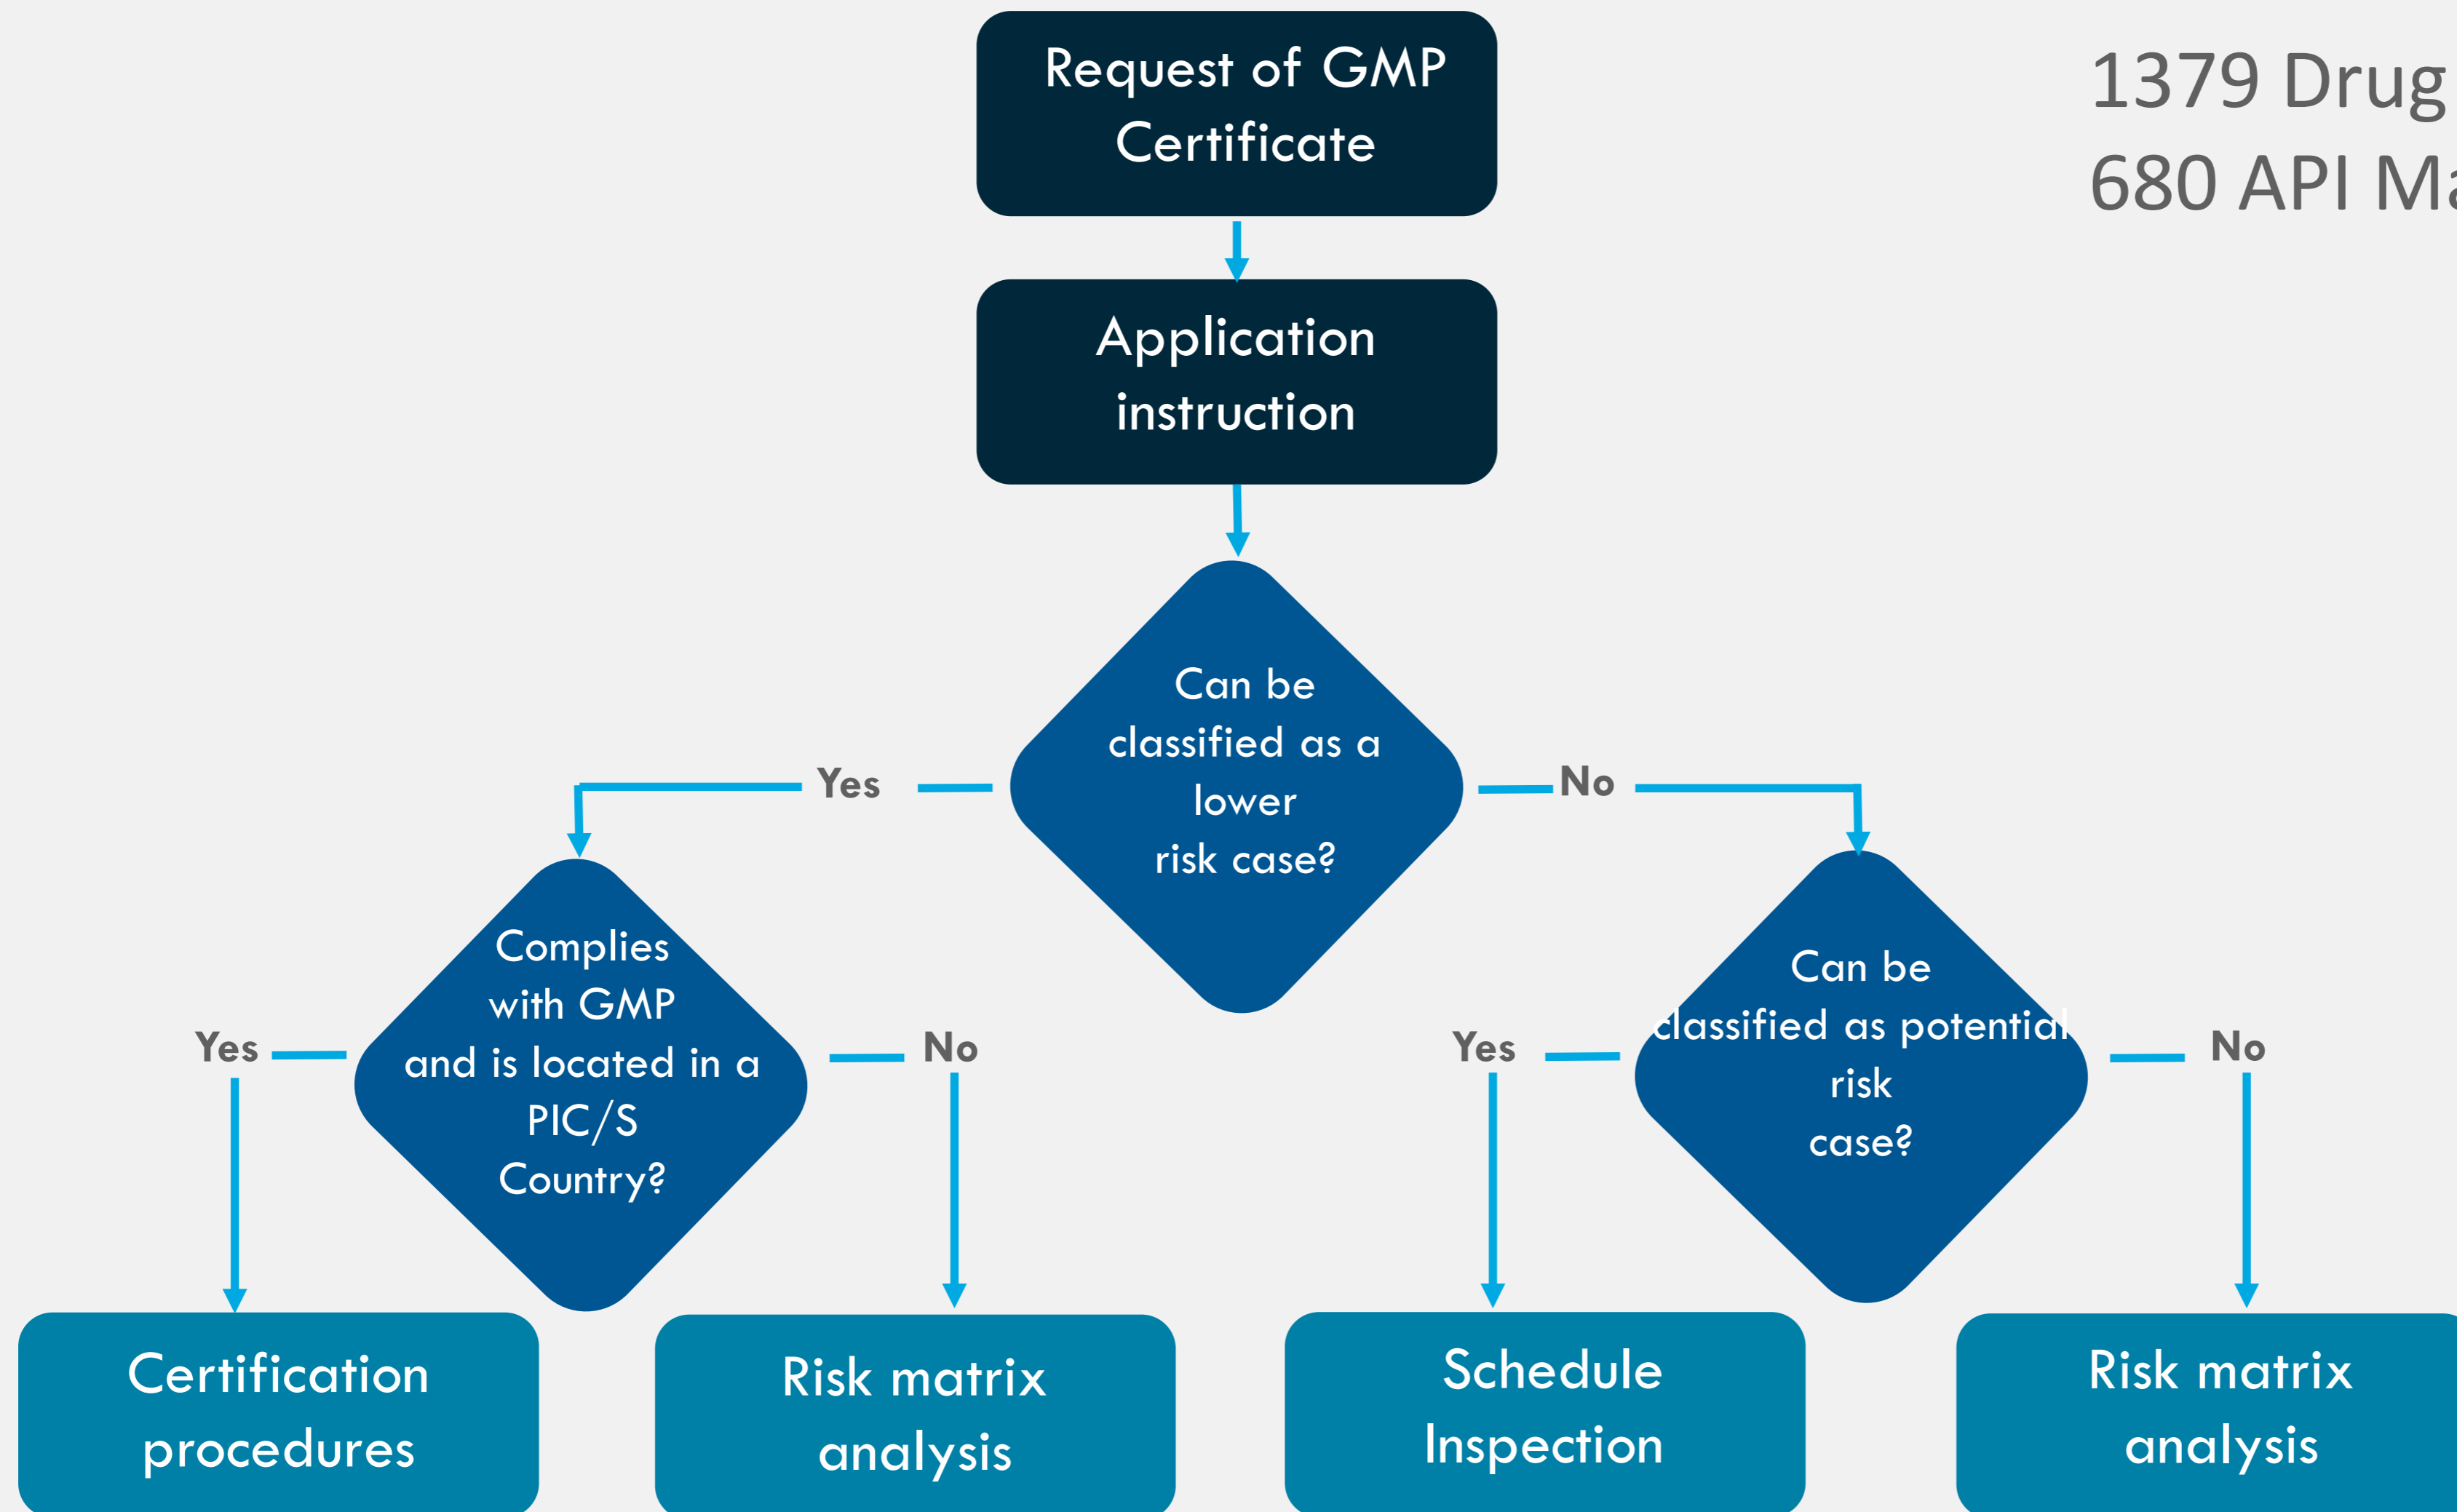 Request of GMP
Certificate
1379 Drug
680 API
Application
instruction
Can be
classified as a
lower
risk case?
Yes
No
Complies
with GMP
and is located in a
PIC/S
Country?
Yes
No
Can be
classified as potential
risk
case?
Yes
No
Certification
procedures
Risk matrix
analysis
Schedule
Inspection
Risk matrix
analysis